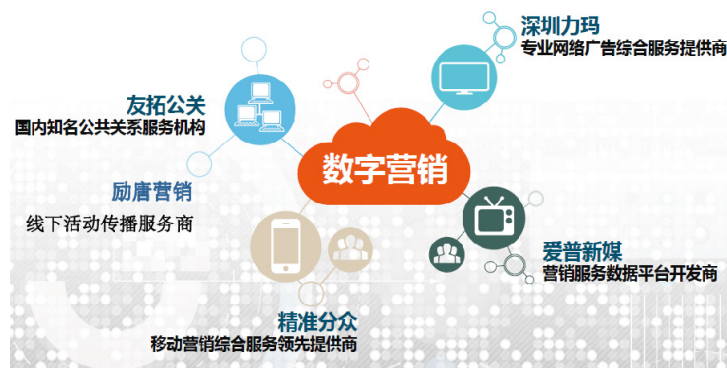 深圳力玛
专业网络广告综合服务提供商
友拓公关
国内知名公共关系服务机构
数字营销
励唐营销
线下活动传播服务商
爱普新媒
营销服务数据平台开发商
精准分众
移动营销综合服务领先提供商